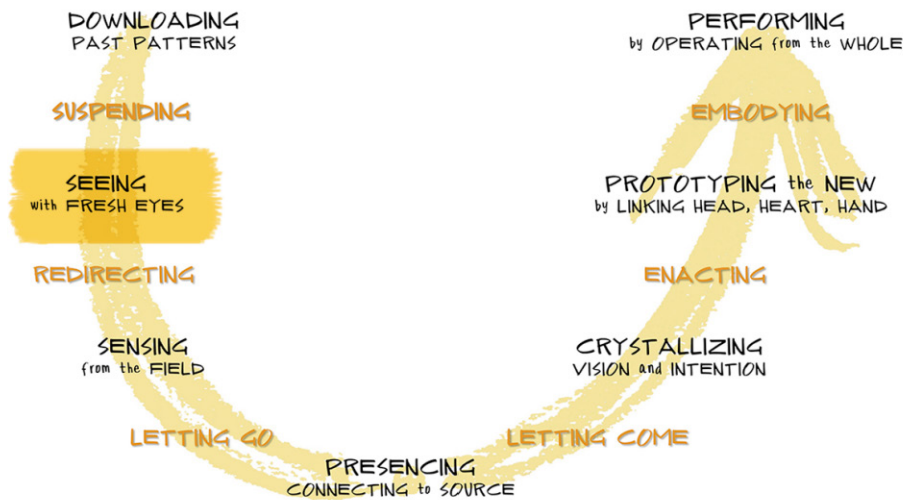 DOWNLOADING
PAST PATTERNS
SUSPENDING
SEEING
with FRESH EYES
REDIRECTING
SENSING
from the FIELD
LETTING GO
PRESENCING
CONNECTING to SOURCE
LETTING COME
CRYSTALLIZING
VISION and INTENTION
ENACTING
PROTOTYPING the NEW
by LINKING HEAD, HEART, HAND
EMBODYING
PERFORMING
by OPERATING from the WHOLE